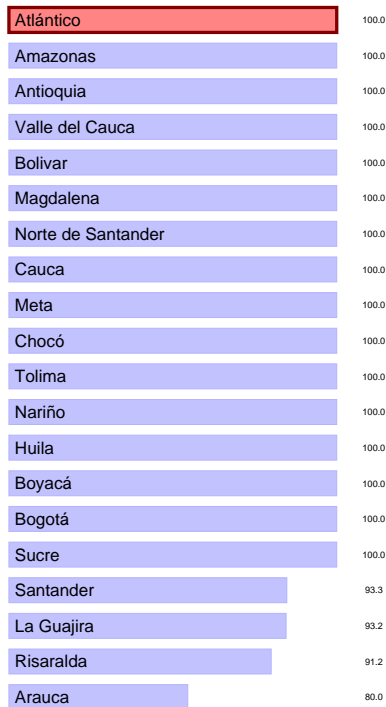 Atlántico 100.0
Amazonas 100.0
Antioquia 100.0
Valle del Cauca 100.0
Bolivar 100.0
Magdalena 100.0
Norte de Santander 100.0
Cauca 100.0
Meta 100.0
Chocó 100.0
Tolima 100.0
Nariño 100.0
Huila 100.0
Boyacá 100.0
Bogotá 100.0
Sucre 100.0
Santander 93.3
La Guajira 93.2
Risaralda 91.2
Arauca 80.0